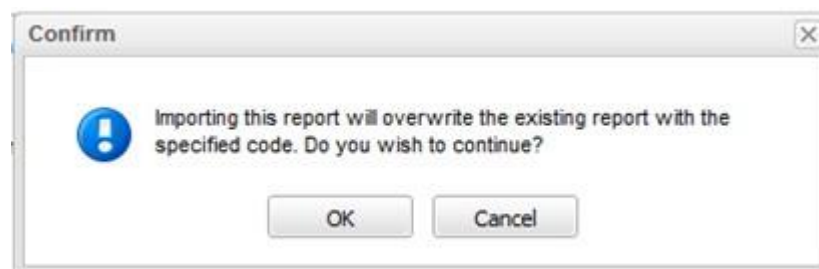 Confirm
Importing this report will overwrite the existing report with the
specified code. Do you wish to continue?
OK
Cancel